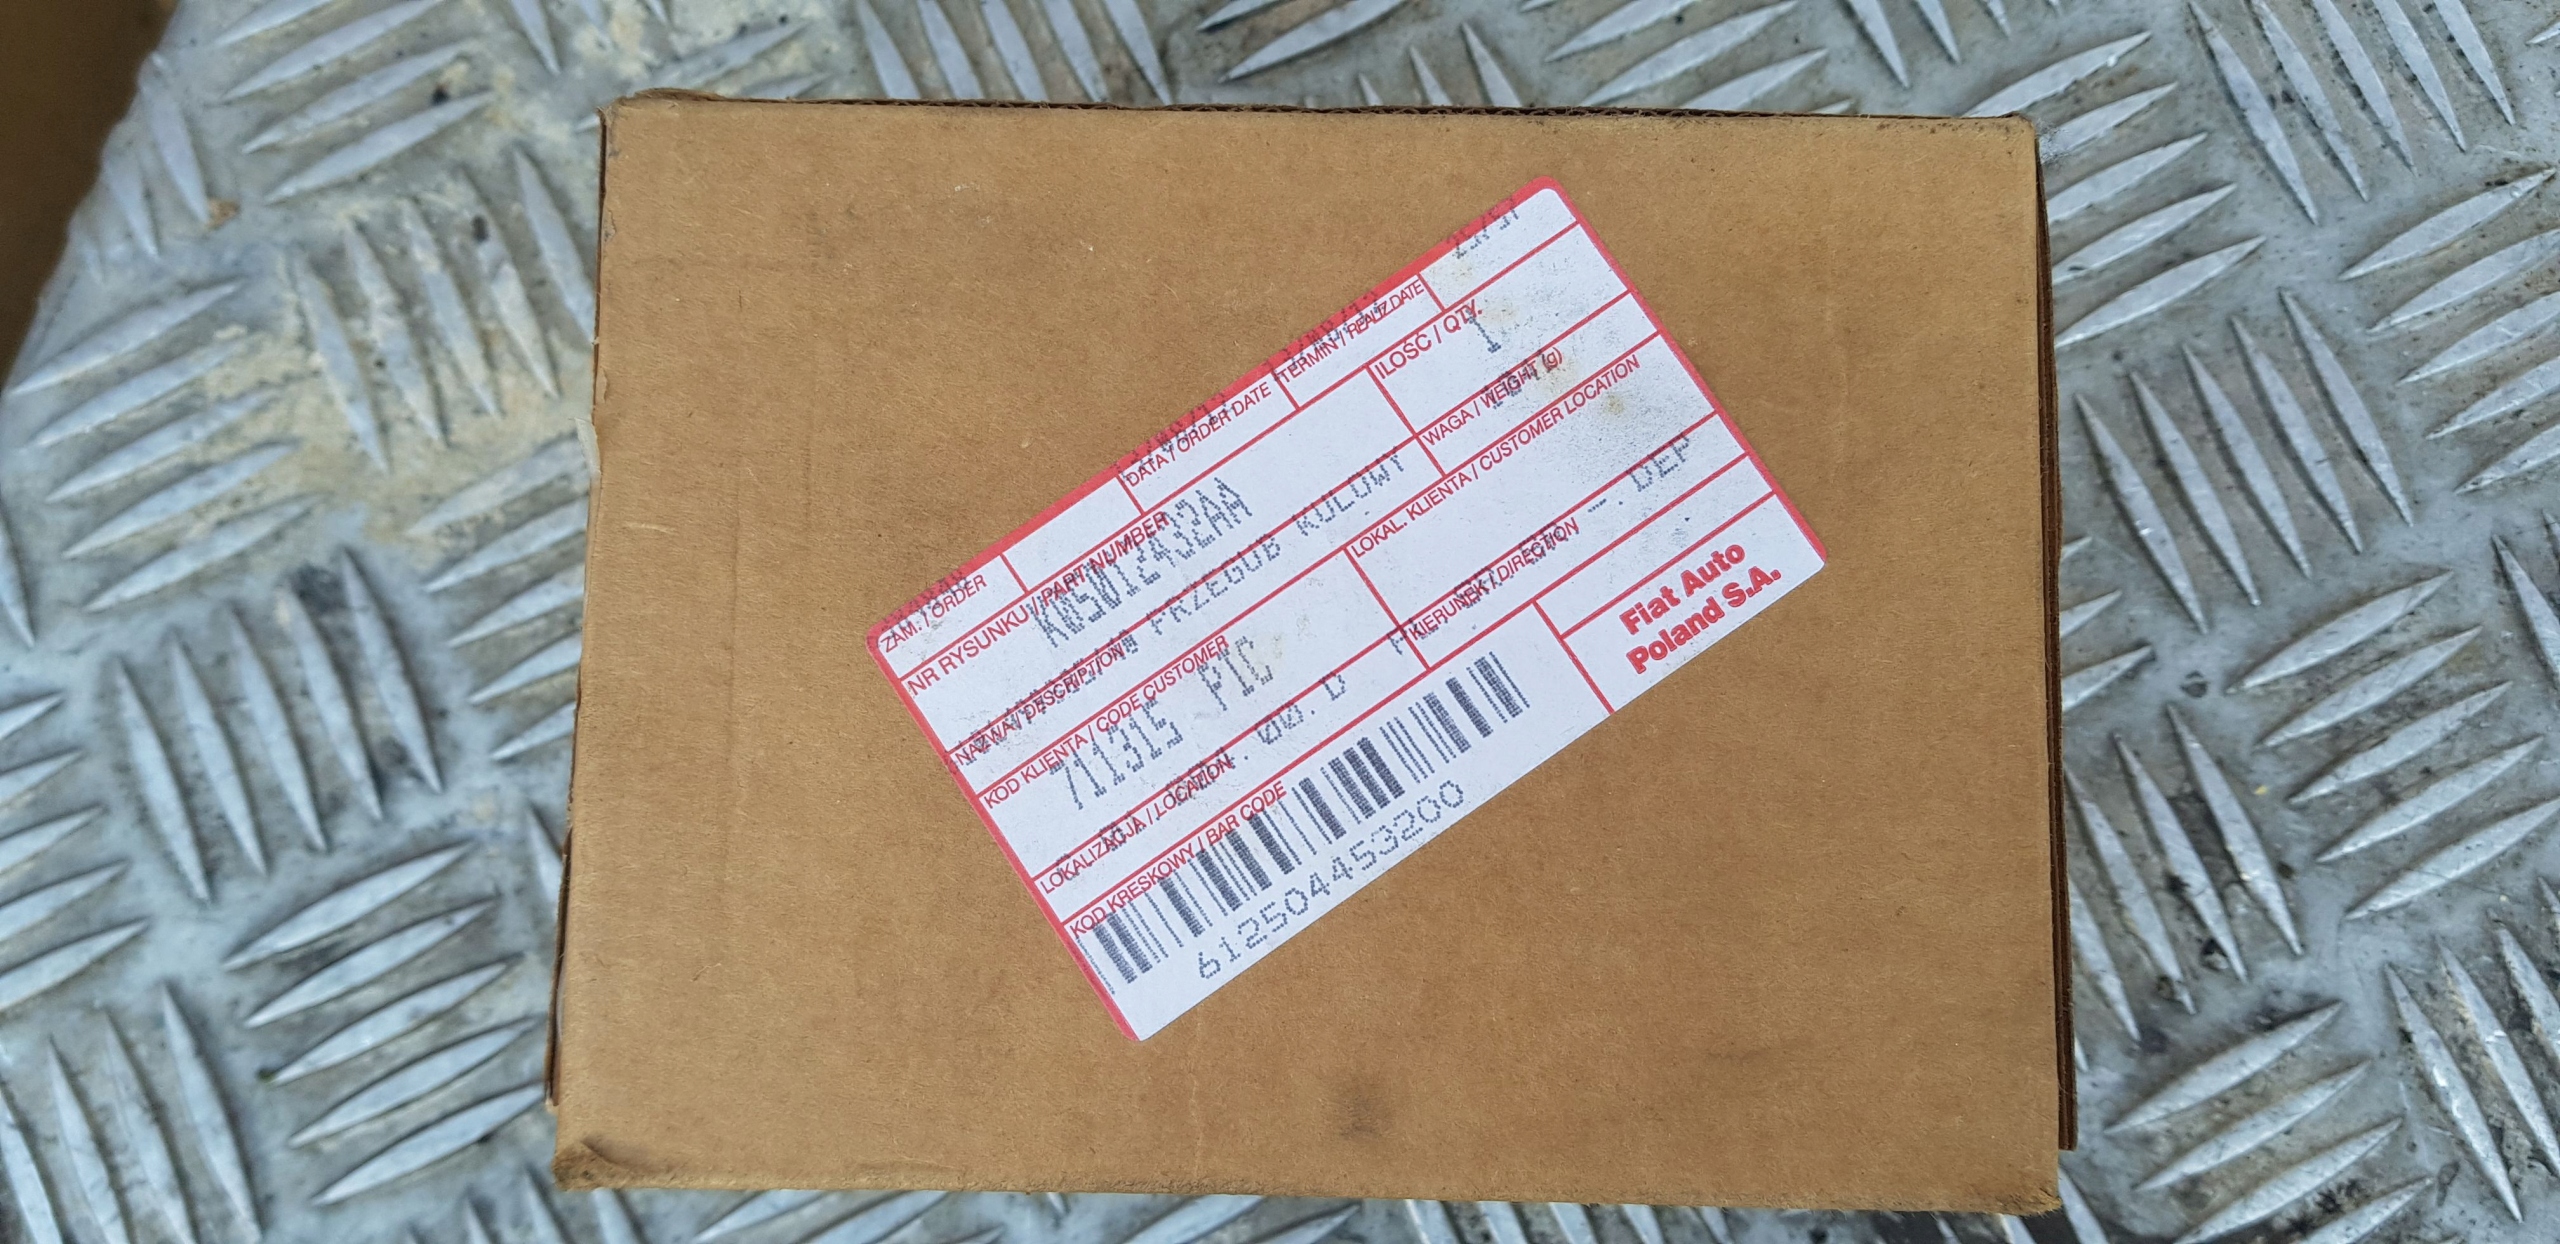 ZAM. / ORDER
DATA / ORDER DATE
TERMIN / REALIZ.DATE
NR RYSUNKU / PART NUMBER
K05012432AA
ILOŚĆ / QTY.
1
NAZWA / DESCRIPTION
PRZEGUB KULOWY
WAGA / WEIGHT (g)
KOD KLIENTA / CODE CUSTOMER
711315 PIC
LOKAL. KLIENTA / CUSTOMER LOCATION
LOKALIZACJA / LOCATION
00.D
KIERUNEK / DIRECTION
-.DEP
KOD KRESKOWY / BAR CODE
612504453200
Fiat Auto
Poland S.A.